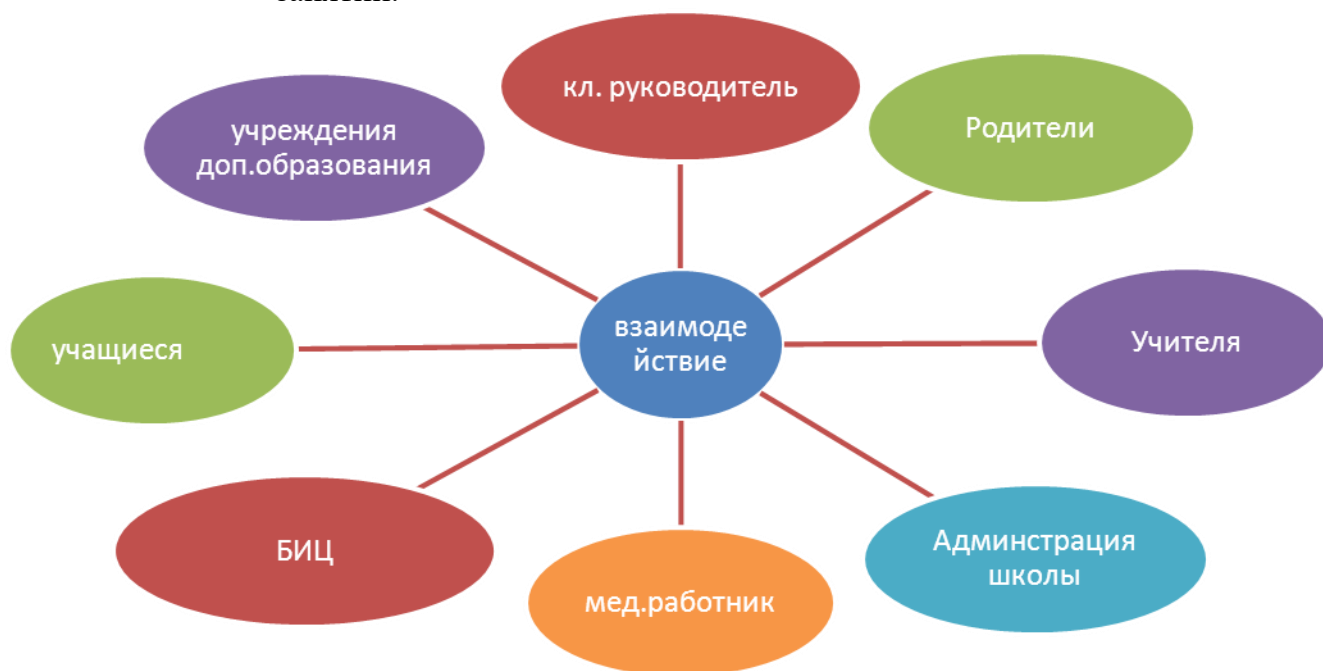 кл. руководитель
Родители
учреждения
доп.образования
учащиеся
взаимоде
йствие
Учителя
БИЦ
мед.работник
Админстрация
школы